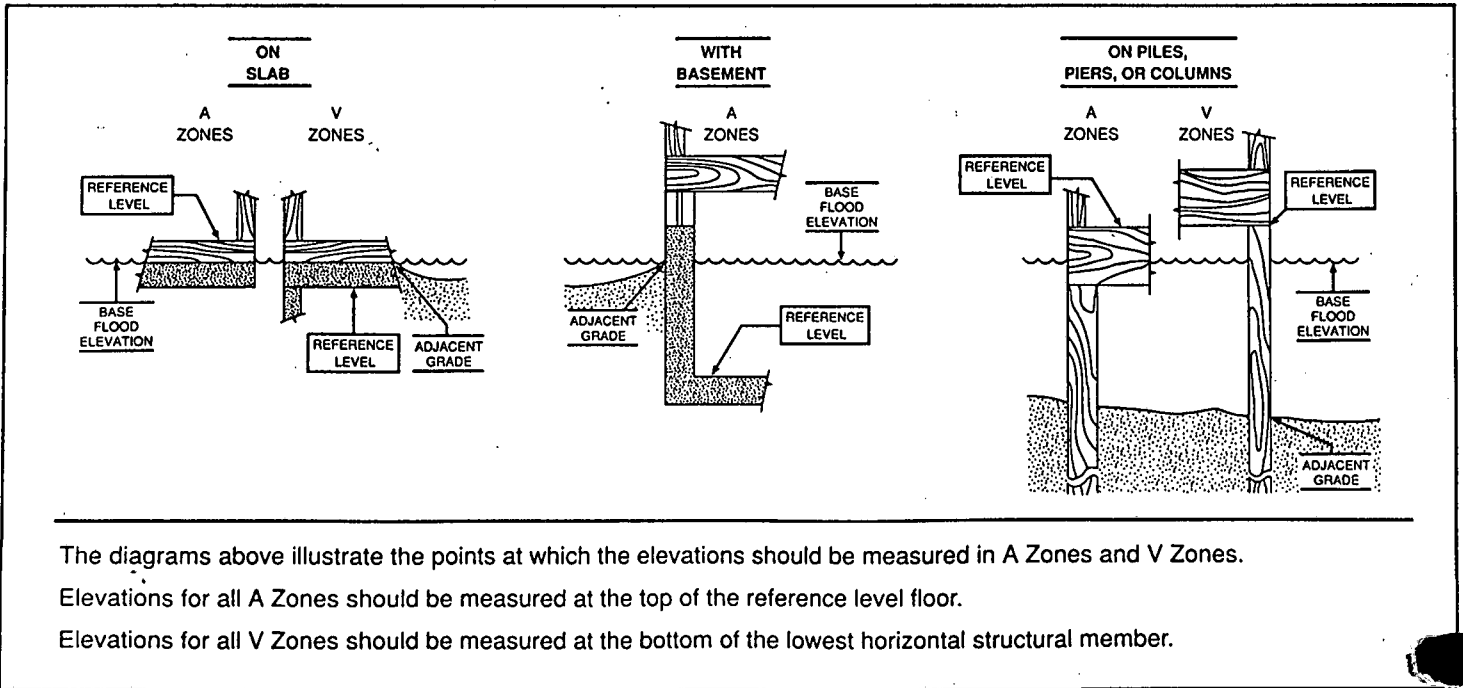 ON
SLAB
A
ZONES
V
ZONES
REFERENCE
LEVEL
BASE
FLOOD
ELEVATION
REFERENCE
LEVEL
ADJACENT
GRADE
WITH
BASEMENT
A
ZONES
BASE
FLOOD
ELEVATION
ADJACENT
GRADE
REFERENCE
LEVEL
ON PILES,
PIERS, OR COLUMNS
A
ZONES
V
ZONES
REFERENCE
LEVEL
REFERENCE
LEVEL
BASE
FLOOD
ELEVATION
ADJACENT
GRADE
The diagrams above illustrate the points at which the elevations should be measured in A Zones and V Zones.
Elevations for all A Zones should be measured at the top of the reference level floor.
Elevations for all V Zones should be measured at the bottom of the lowest horizontal structural member.